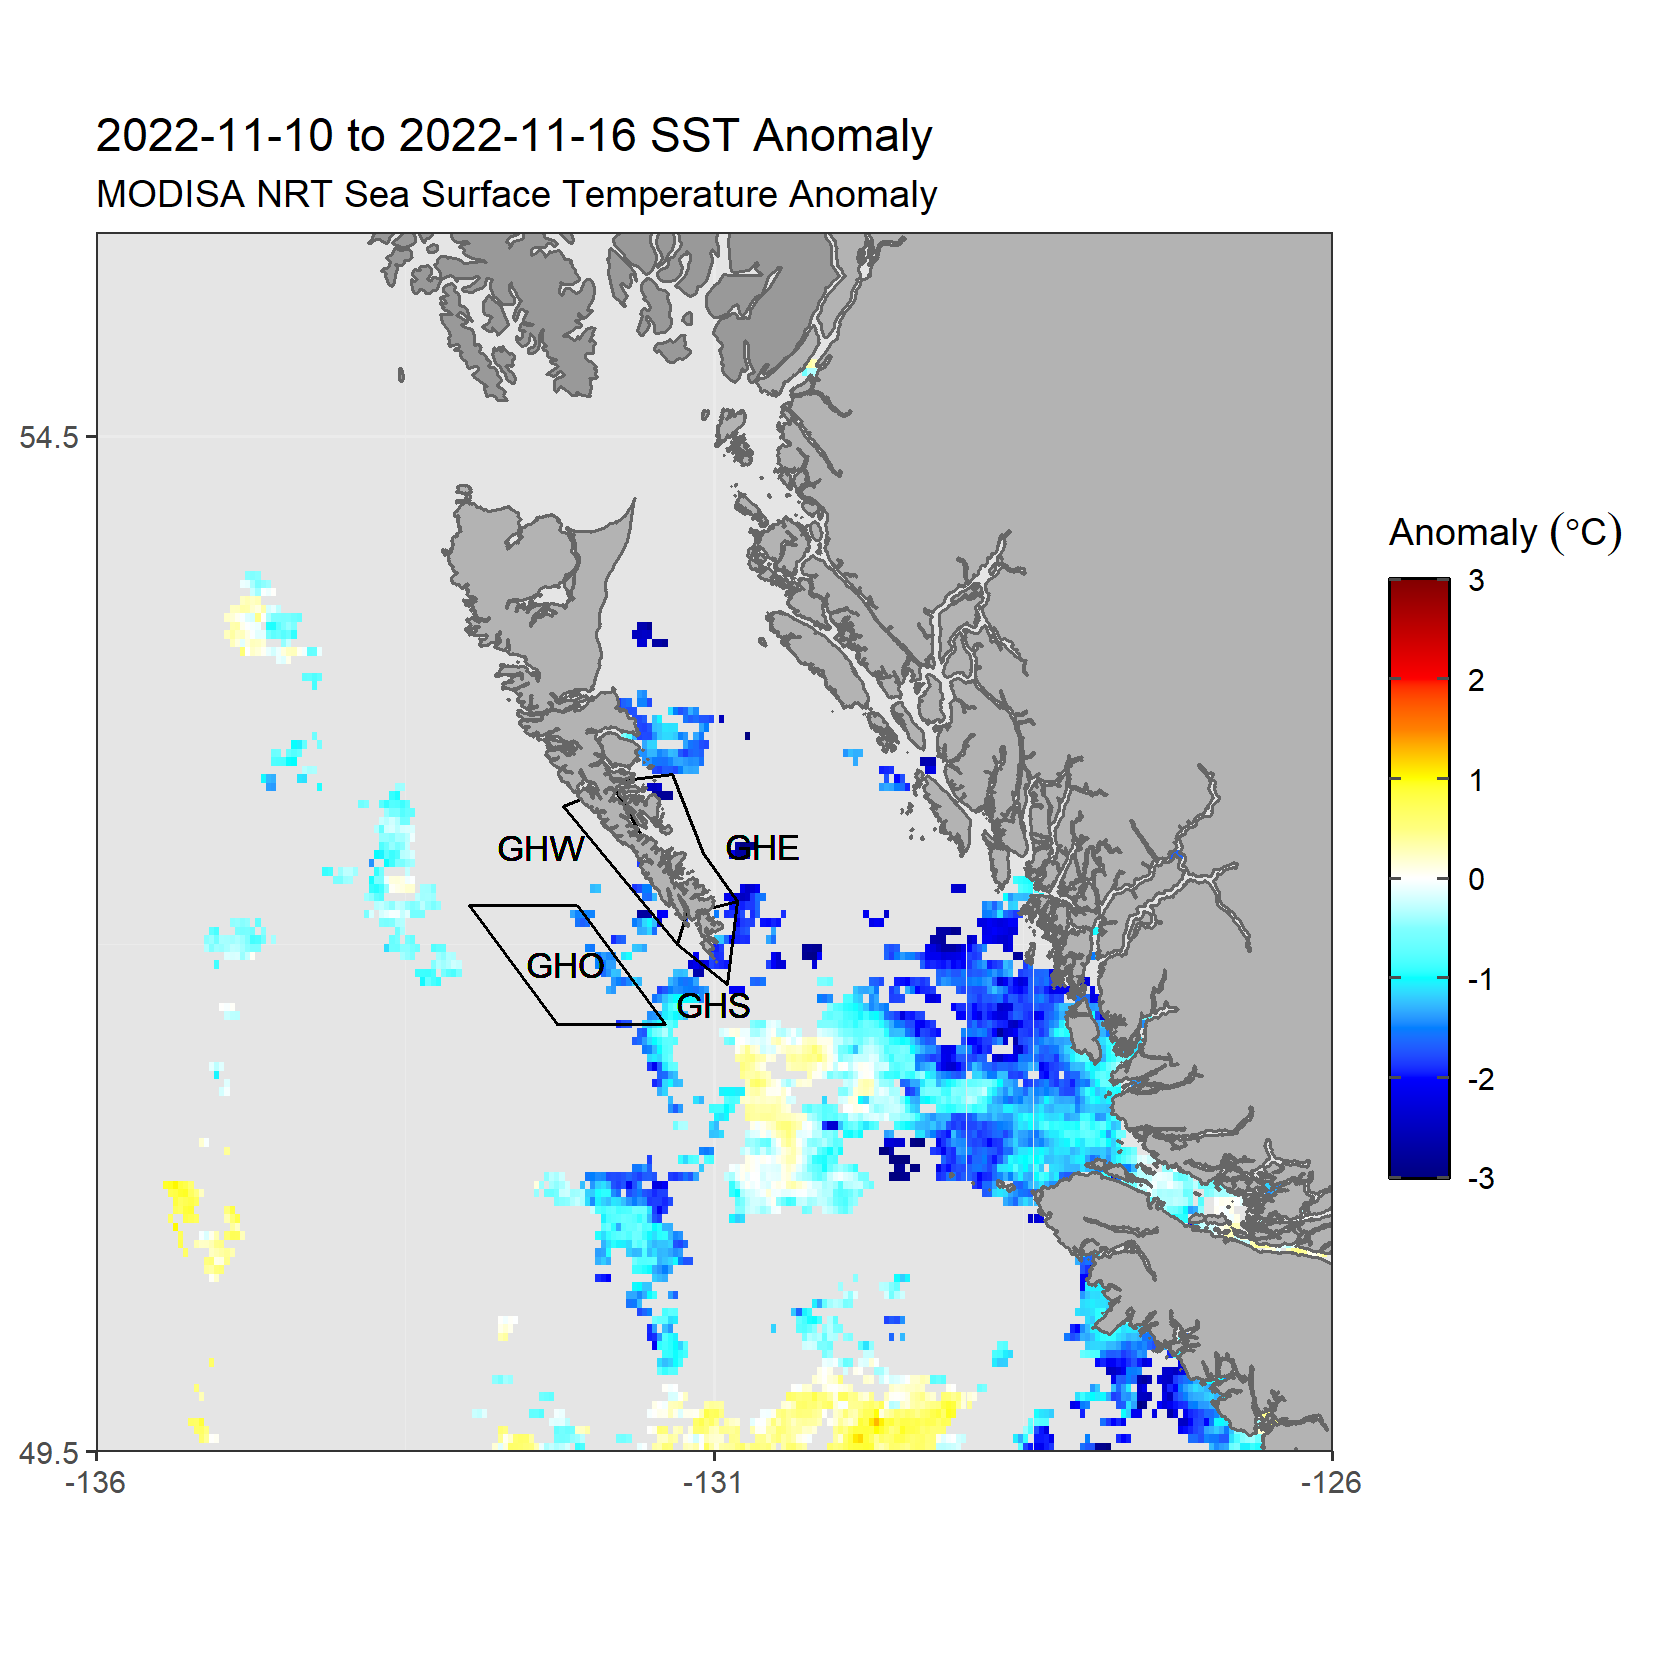 2022-11-10 to 2022-11-16 SST Anomaly
MODISA NRT Sea Surface Temperature Anomaly
54.5
49.5
-136
-131
-126
GHW
GHE
GHO
GHS
Anomaly (°C)
3
2
1
0
-1
-2
-3